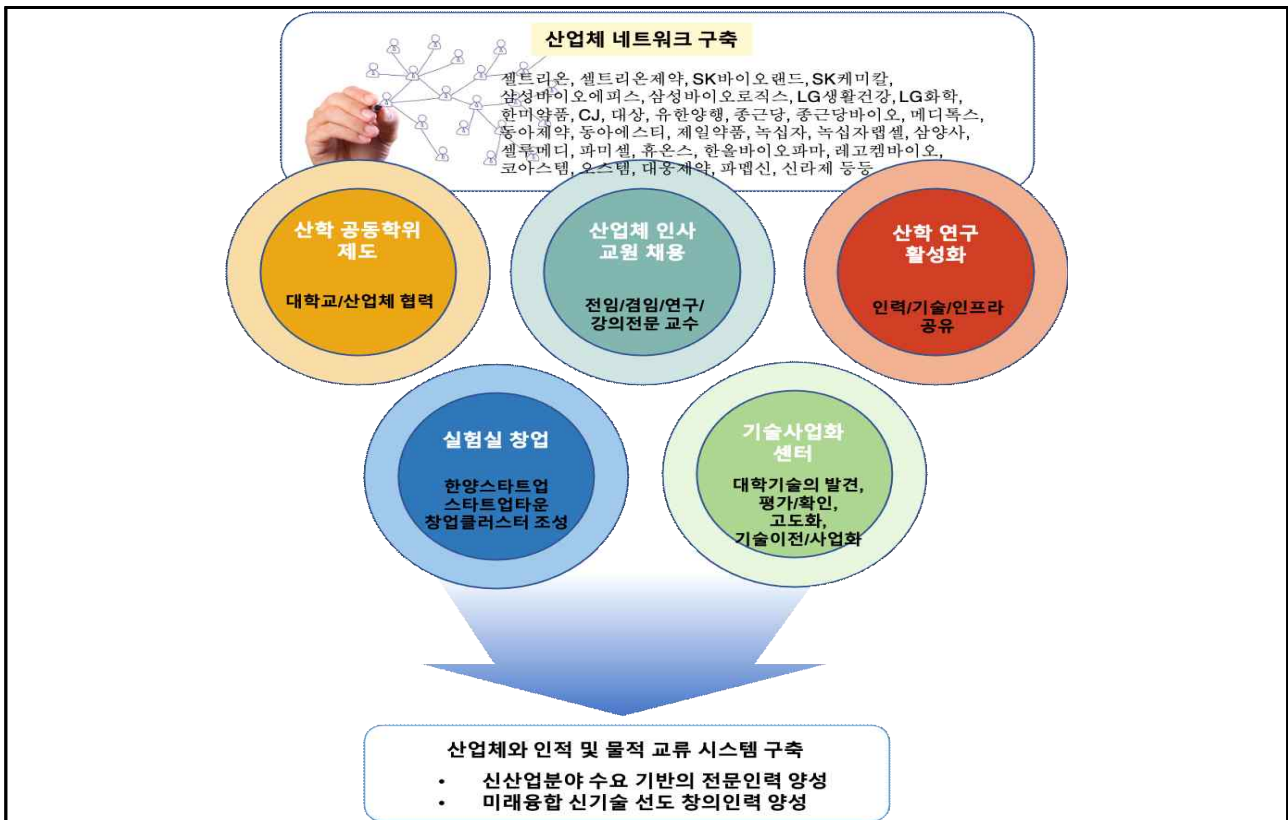 산업체 네트워크 구축
셀트리온, 셀트리온제약, SK바이오랜드, SK케미칼,
삼성바이오에피스, 삼성바이오로직스, LG생활건강, LG화학,
한미약품, CJ, 대상, 유한양행, 종근당, 종근당바이오, 메디톡스,
동아제약, 동아에스티, 제일약품, 녹십자, 녹십자랩셀, 삼양사,
셀루메디, 파미셀, 휴온스, 한올바이오파마, 레고켐바이오,
코아스템, 오스템, 대웅제약, 파멥신, 신라제 등등
산학 공동학위
제도
대학교/산업체 협력
산업체 인사
교원 채용
전임/겸임/연구/
강의전문 교수
산학 연구
활성화
인력/기술/인프라
공유
실험실 창업
한양스타트업
스타트업타운
창업클러스터 조성
기술사업화
센터
대학기술의 발견,
평가/확인,
고도화,
기술이전/사업화
산업체와 인적 및 물적 교류 시스템 구축
• 신산업분야 수요 기반의 전문인력 양성
• 미래융합 신기술 선도 창의인력 양성